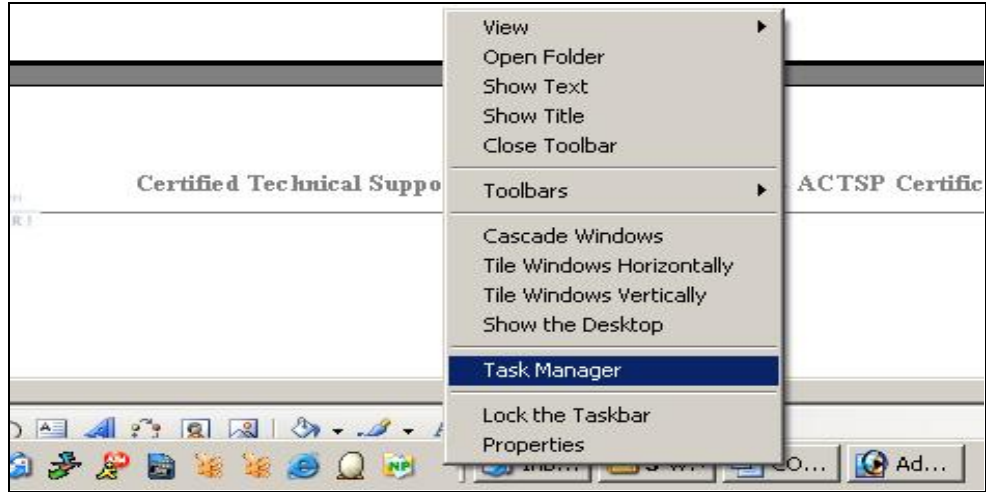 View
Open Folder
Show Text
Show Title
Close Toolbar
Certified Technical Suppo
ACTSP Certific
Toolbars
Cascade Windows
Tile Windows Horizontally
Tile Windows Vertically
Show the Desktop
Task Manager
Lock the Taskbar
Properties
NP
CO...
Ad...